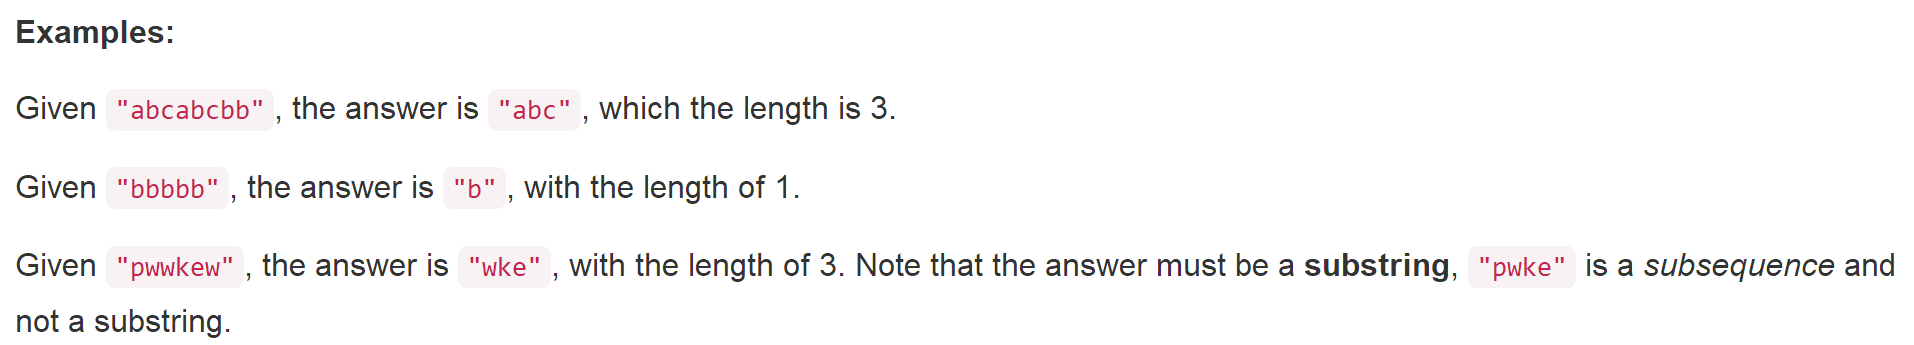 Examples:
Given "abcabcbb", the answer is "abc", which the length is 3.
Given "bbbbb", the answer is "b", with the length of 1.
Given "pwwkew", the answer is "wke", with the length of 3. Note that the answer must be a substring, "pwke" is a subsequence and
not a substring.